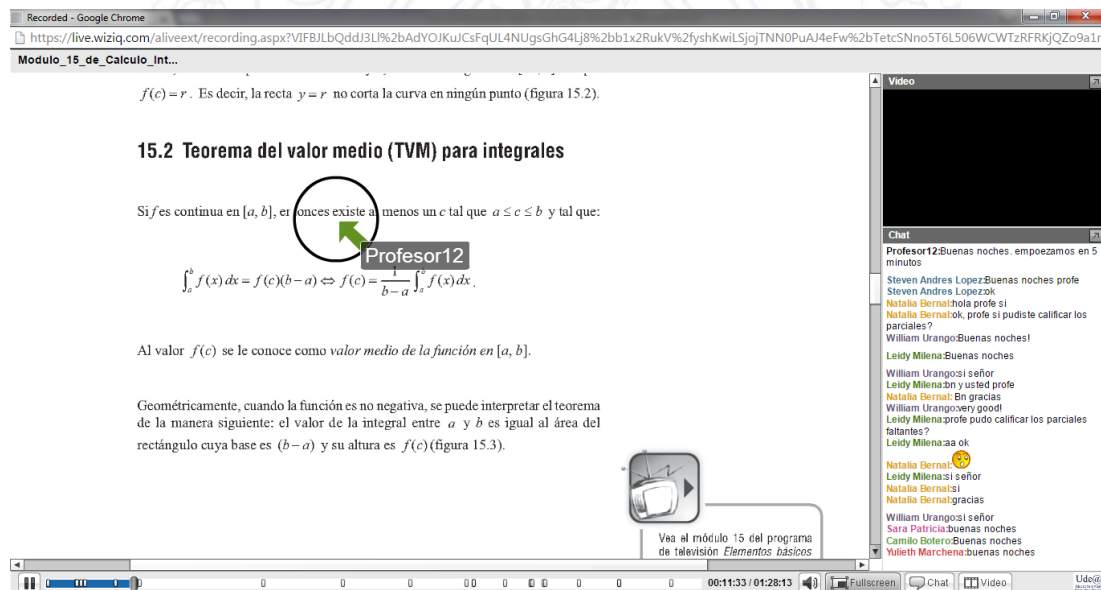 Recorded - Google Chrome
https://live.wiziq.com/aliveext/recording.aspx?VIFBJLbQddJ3Ll%2bAdYOJKuJCsFqUL4NUgsGhG4Lj8%2bb1x2RukV%2fyshKwiLSjojTNN0PuAJ4eFw%2bTetcSNno5T6L506WCWTzRFRKjQZo9a1r
Modulo_15_de_Calculo_Int...
f(c) = r . Es decir, la recta y = r no corta la curva en ningún punto (figura 15.2).
15.2 Teorema del valor medio (TVM) para integrales
Si f es continua en [a, b], er onces existe a menos un c tal que a ≤ c ≤ b y tal que:
Profesor12
∫_a^b f(x) dx = f(c)(b − a) ⇔ f(c) = 1/(b − a) ∫_a^b f(x) dx .
Al valor f(c) se le conoce como valor medio de la función en [a, b].
Geométricamente, cuando la función es no negativa, se puede interpretar el teorema
de la manera siguiente: el valor de la integral entre a y b es igual al área del
rectángulo cuya base es (b − a) y su altura es f(c) (figura 15.3).
Vea el módulo 15 del programa
de televisión Elementos básicos
Video
Chat
Profesor12:Buenas noches. empoezamos en 5
minutos
Steven Andres Lopez:Buenas noches profe
Steven Andres Lopez:ok
Natalia Bernal:hola profe si
Natalia Bernal:ok, profe si pudiste calificar los
parciales?
William Urango:Buenas noches!
Leidy Milena:Buenas noches
William Urango:si señor
Leidy Milena:bn y usted profe
Natalia Bernal: Bn gracias
William Urango:very good!
Leidy Milena:profe pudo calificar los parciales
faltantes?
Leidy Milena:aa ok
Natalia Bernal:
Leidy Milena:si señor
Natalia Bernal:si
Natalia Bernal:gracias
William Urango:si señor
Sara Patricia:buenas noches
Camilo Botero:Buenas noches
Yulieth Marchena:buenas noches
00:11:33 / 01:28:13
Fullscreen
Chat
Video
Ude@